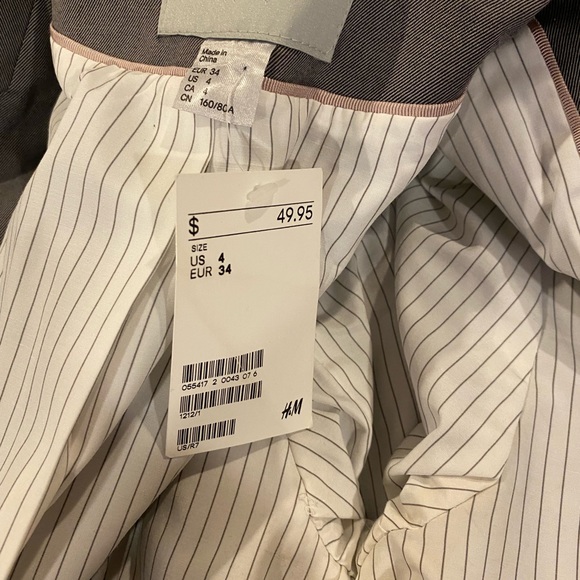 Made in
China
EUR 34
US 4
CA 4
CN 160/80A
$ 49.95
SIZE
US 4
EUR 34
055417 2 0043 07 6
1212/1
H&M
US/R7